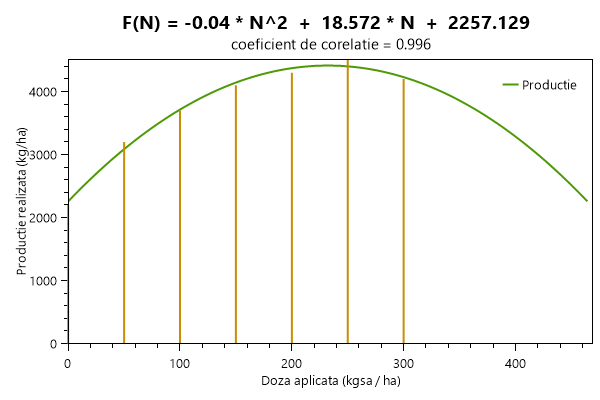 F(N) = -0.04 * N^2 + 18.572 * N + 2257.129
coeficient de corelatie = 0.996
Productie
Productie realizata (kg/ha)
4000
3000
2000
1000
0
0 100 200 300 400
Doza aplicata (kgsa / ha)